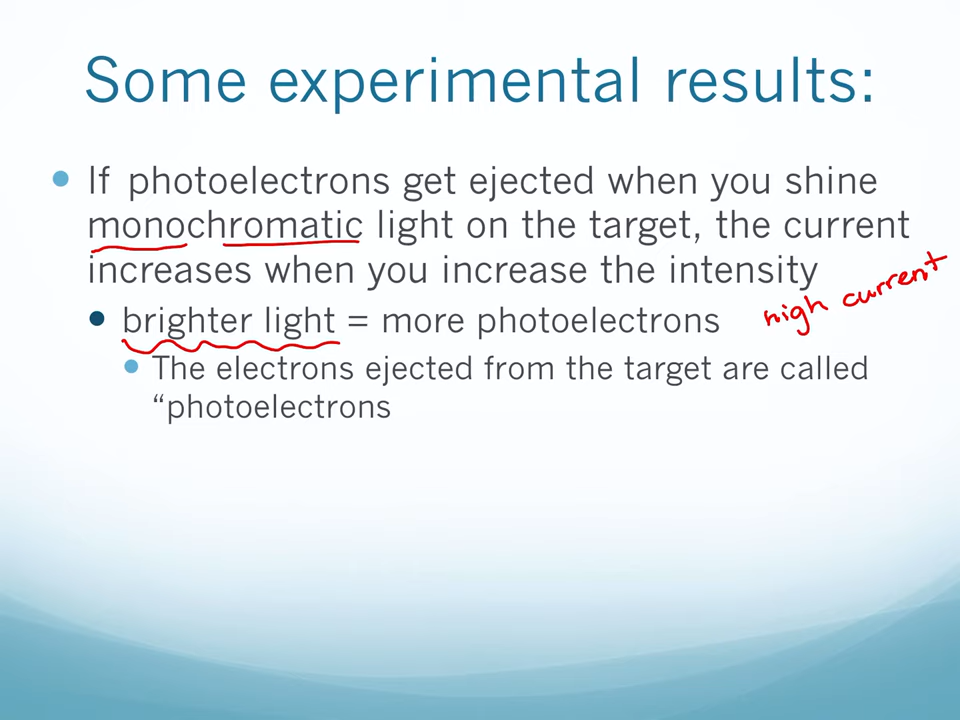 Some experimental results:
If photoelectrons get ejected when you shine
monochromatic light on the target, the current
increases when you increase the intensity
brighter light = more photoelectrons
high current
The electrons ejected from the target are called
“photoelectrons